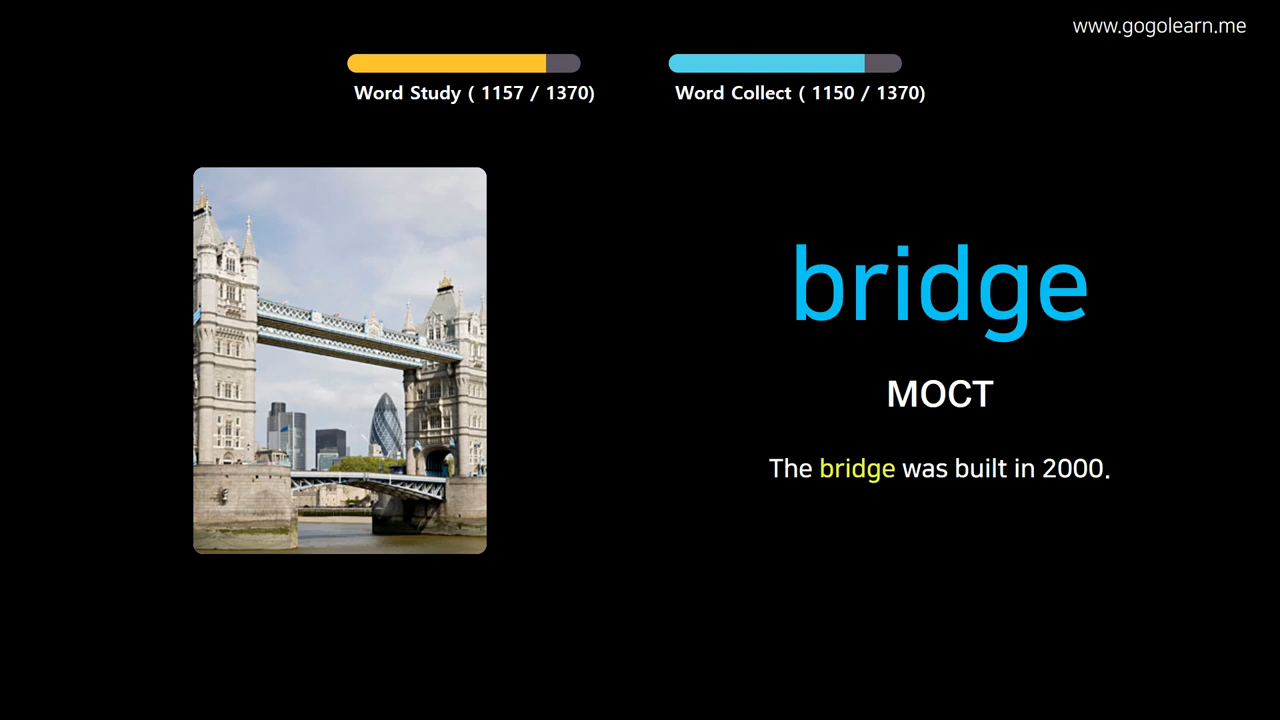 www.gogolearn.me
Word Study ( 1157 / 1370)
Word Collect ( 1150 / 1370)
bridge
МОСТ
The bridge was built in 2000.